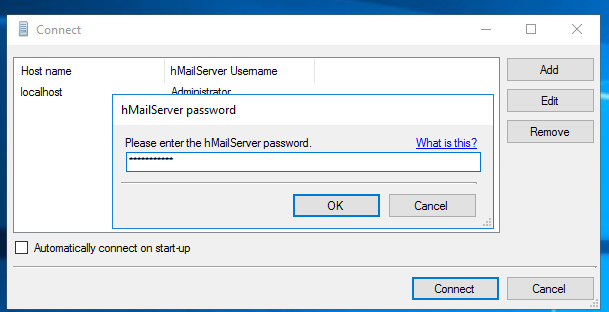 Connect
Host name hMailServer Username
localhost Administrator
Add
Edit
Remove
hMailServer password
Please enter the hMailServer password. What is this?
***********
OK Cancel
Automatically connect on start-up
Connect Cancel